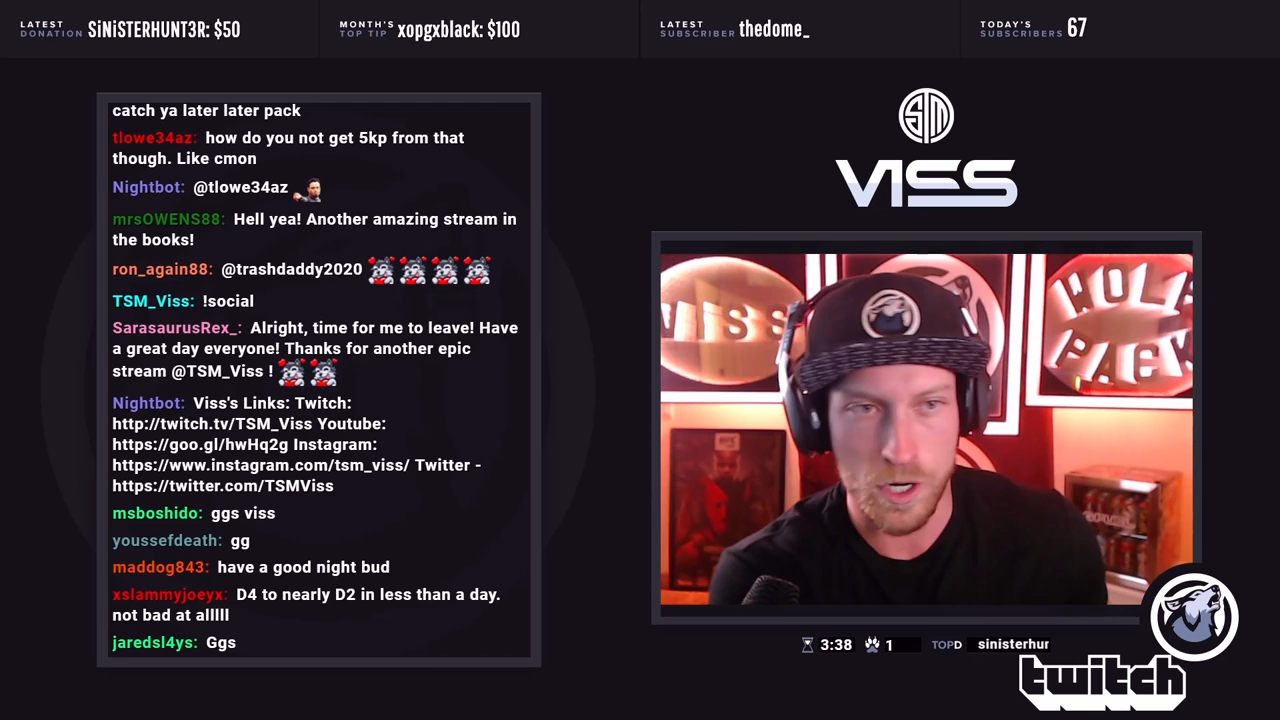 LATEST
DONATION SiNiSTERHUNT3R: $50
MONTH'S
TOP TIP xopgxblack: $100
LATEST
SUBSCRIBER thedome_
TODAY'S
SUBSCRIBERS 67
catch ya later later pack
tlowe34az: how do you not get 5kp from that
though. Like cmon
Nightbot: @tlowe34az
mrsOWENS88: Hell yea! Another amazing stream in
the books!
ron_again88: @trashdaddy2020
TSM_Viss: !social
SarasaurusRex_: Alright, time for me to leave! Have
a great day everyone! Thanks for another epic
stream @TSM_Viss !
Nightbot: Viss's Links: Twitch:
http://twitch.tv/TSM_Viss Youtube:
https://goo.gl/hwHq2g Instagram:
https://www.instagram.com/tsm_viss/ Twitter -
https://twitter.com/TSMViss
msboshido: ggs viss
youssefdeath: gg
maddog843: have a good night bud
xslammyjoeyx: D4 to nearly D2 in less than a day.
not bad at alllll
jaredsl4ys: Ggs
TSM
VISS
VISS
WOLF
PACK
3:38 1 TOPD sinisterhur
twitch